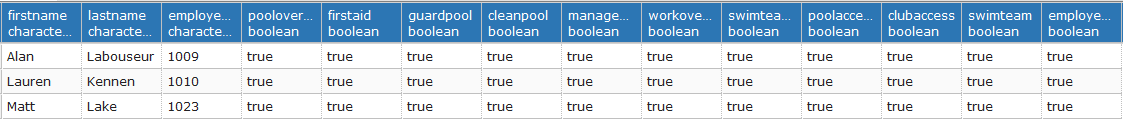 firstname lastname employe... poolover... firstaid guardpool cleanpool manage... workove... swimtea... poolacce... clubaccess swimteam employe...
characte... characte... characte... boolean boolean boolean boolean boolean boolean boolean boolean boolean boolean boolean
Alan Labouseur 1009 true true true true true true true true true true true
Lauren Kennen 1010 true true true true true true true true true true true
Matt Lake 1023 true true true true true true true true true true true